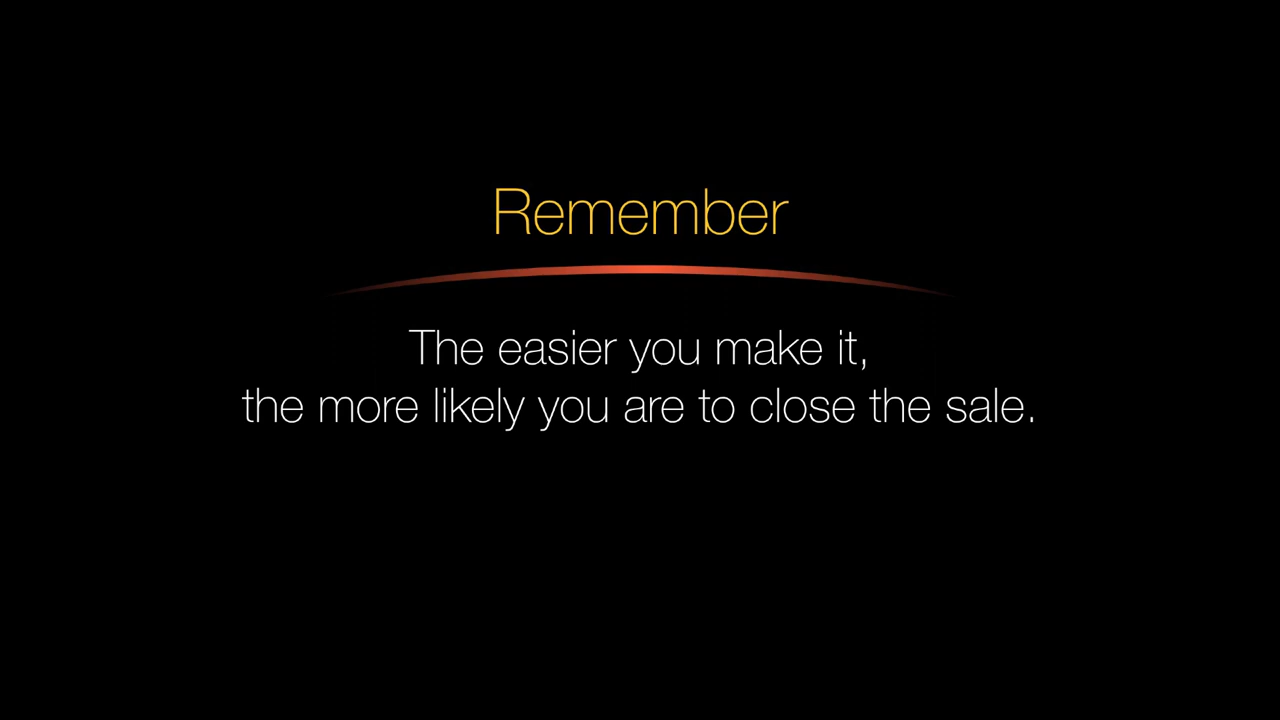 Remember
The easier you make it,
the more likely you are to close the sale.